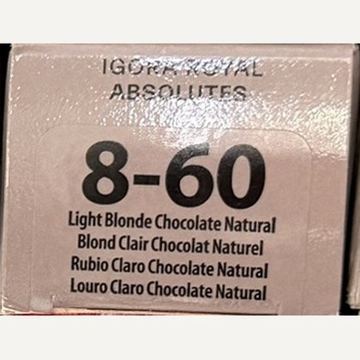 IGORA ROYAL
ABSOLUTES
8-60
Light Blonde Chocolate Natural
Blond Clair Chocolat Naturel
Rubio Claro Chocolate Natural
Louro Claro Chocolate Natural